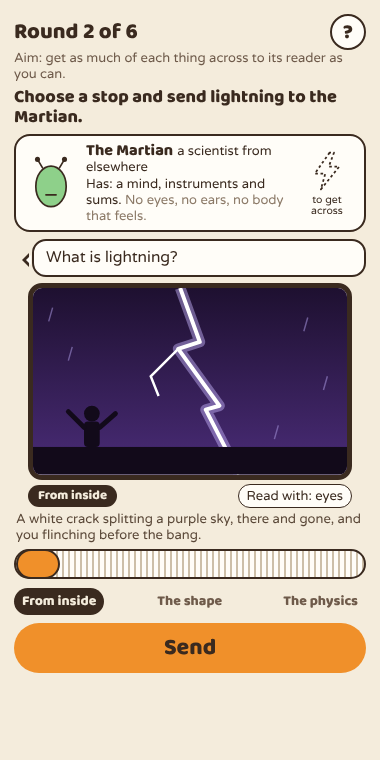 Round 2 of 6
?
Aim: get as much of each thing across to its reader as
you can.
Choose a stop and send lightning to the
Martian.
The Martian a scientist from
elsewhere
Has: a mind, instruments and
sums. No eyes, no ears, no body
that feels.
to get
across
What is lightning?
From inside
Read with: eyes
A white crack splitting a purple sky, there and gone, and
you flinching before the bang.
From inside
The shape
The physics
Send